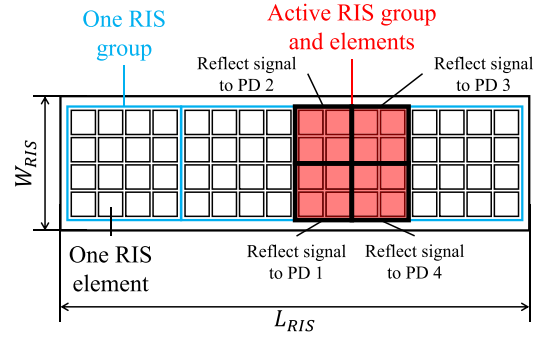 One RIS
group
Active RIS group
and elements
Reflect signal
to PD 2
Reflect signal
to PD 3
W_RIS
One RIS
element
Reflect signal
to PD 1
Reflect signal
to PD 4
L_RIS